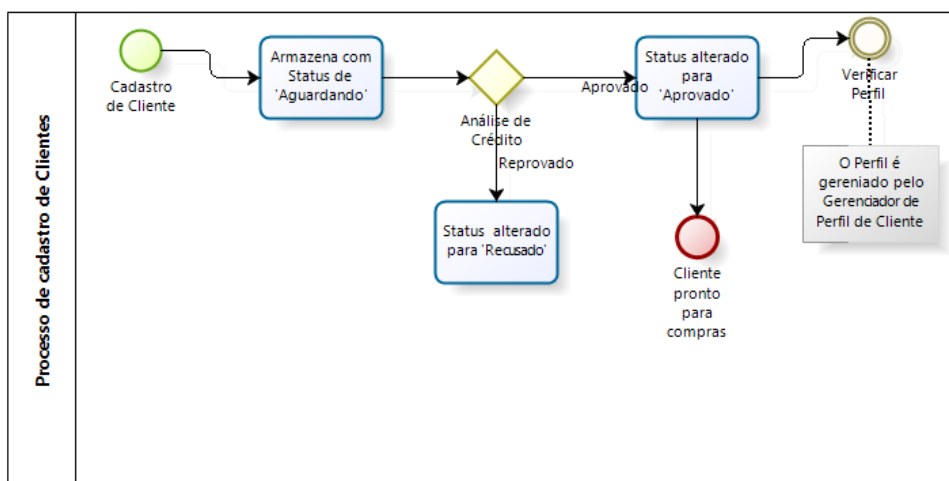 Processo de cadastro de Clientes
Cadastro
de Cliente
Armazena com
Status de
'Aguardando'
Análise de
Crédito
Aprovado
Reprovado
Status alterado
para 'Recusado'
Status alterado
para
'Aprovado'
Cliente
pronto
para
compras
Verificar
Perfil
O Perfil é
gereniado pelo
Gerenciador de
Perfil de Cliente